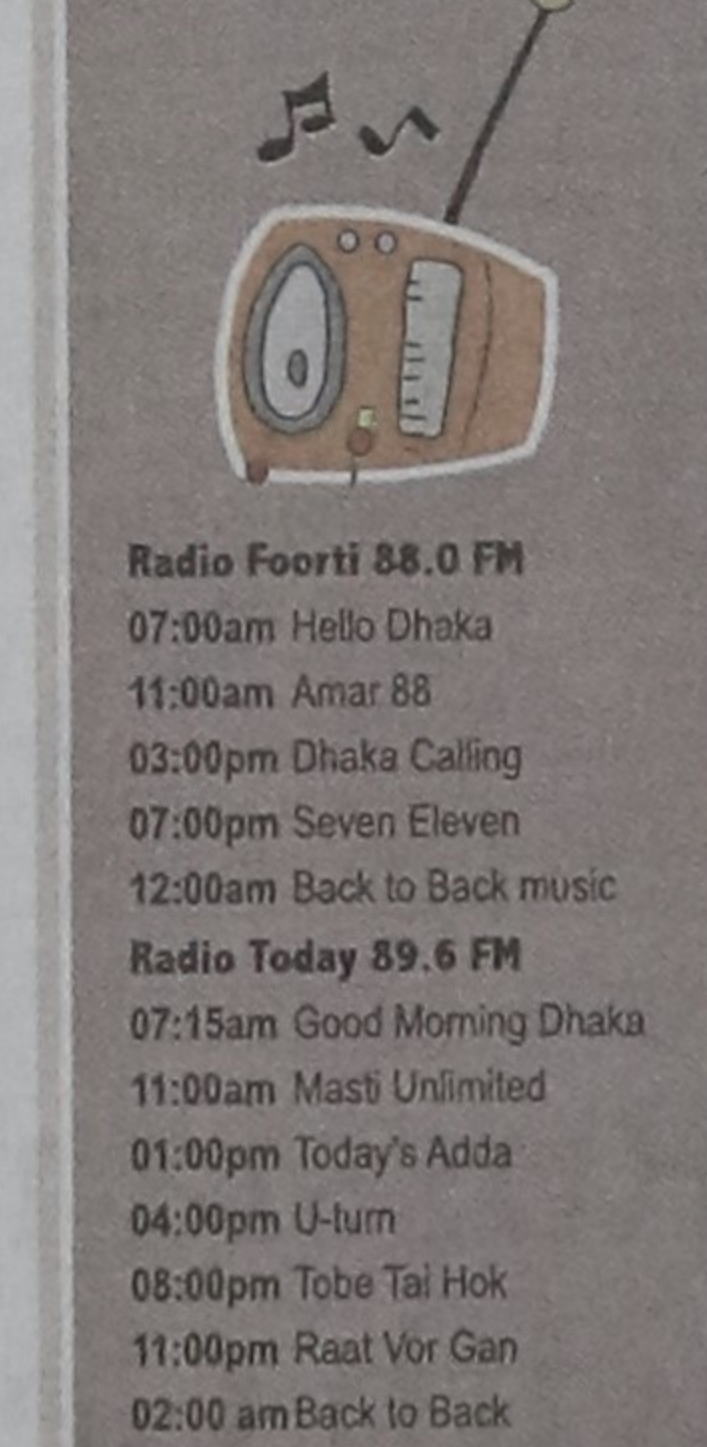 Radio Foorti 88.0 FM
07:00am Hello Dhaka
11:00am Amar 88
03:00pm Dhaka Calling
07:00pm Seven Eleven
12:00am Back to Back music
Radio Today 89.6 FM
07:15am Good Morning Dhaka
11:00am Masti Unlimited
01:00pm Today's Adda
04:00pm U-turn
08:00pm Tobe Tai Hok
11:00pm Raat Vor Gan
02:00 am Back to Back